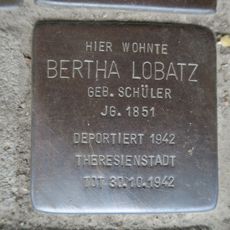 HIER WOHNTE
BERTHA LOBATZ
GEB. SCHÜLER
JG. 1851
DEPORTIERT 1942
THERESIENSTADT
TOT 30.10.1942